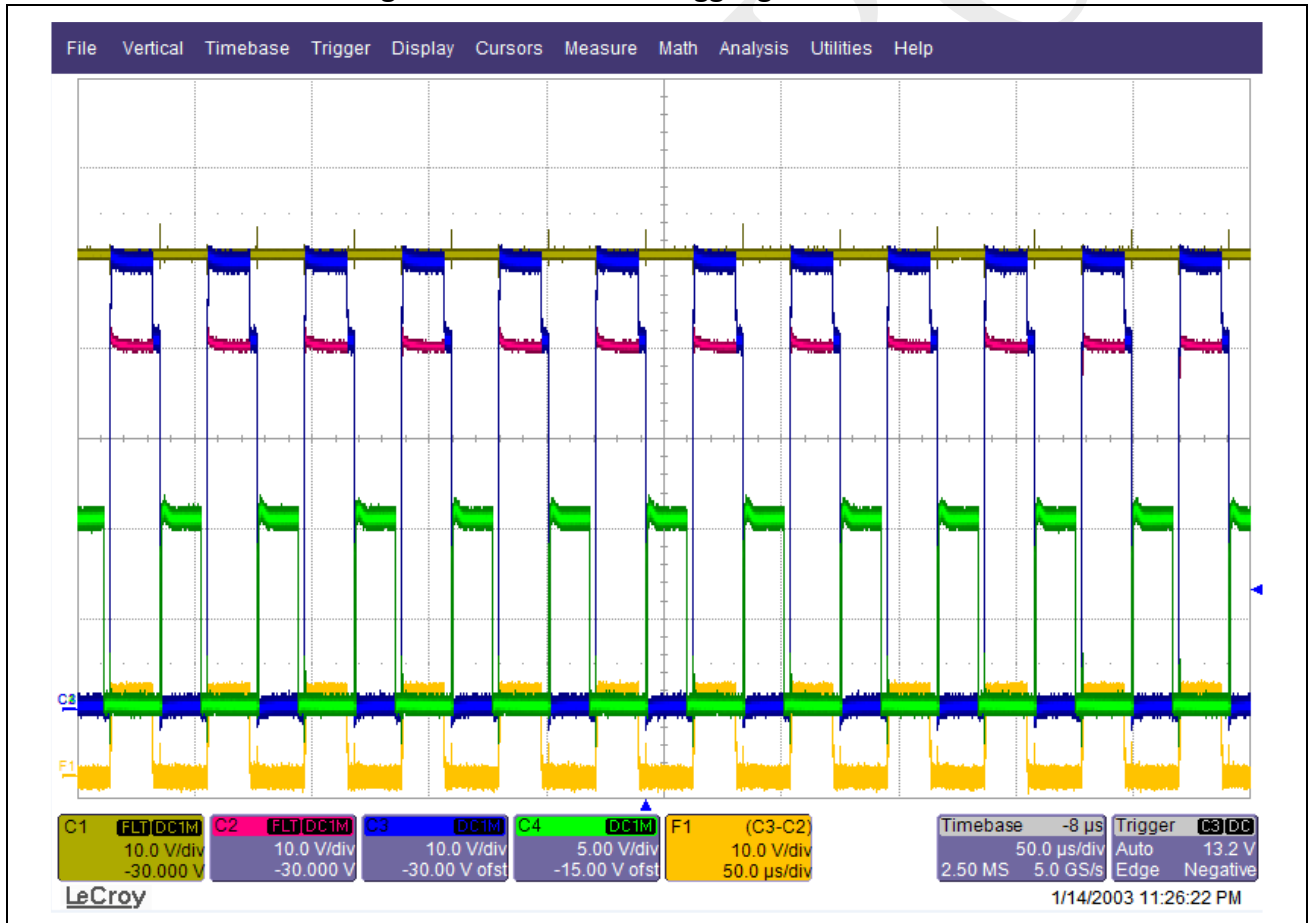 File Vertical Timebase Trigger Display Cursors Measure Math Analysis Utilities Help
F1
C1 FLT DC1M
10.0 V/div
-30.000 V
C2 FLT DC1M
10.0 V/div
-30.000 V
C3 DC1M
10.0 V/div
-30.00 V ofst
C4 DC1M
5.00 V/div
-15.00 V ofst
F1 (C3-C2)
10.0 V/div
50.0 µs/div
Timebase -8 µs
50.0 µs/div
2.50 MS 5.0 GS/s
Trigger C3 DC
Auto 13.2 V
Edge Negative
LeCroy
1/14/2003 11:26:22 PM